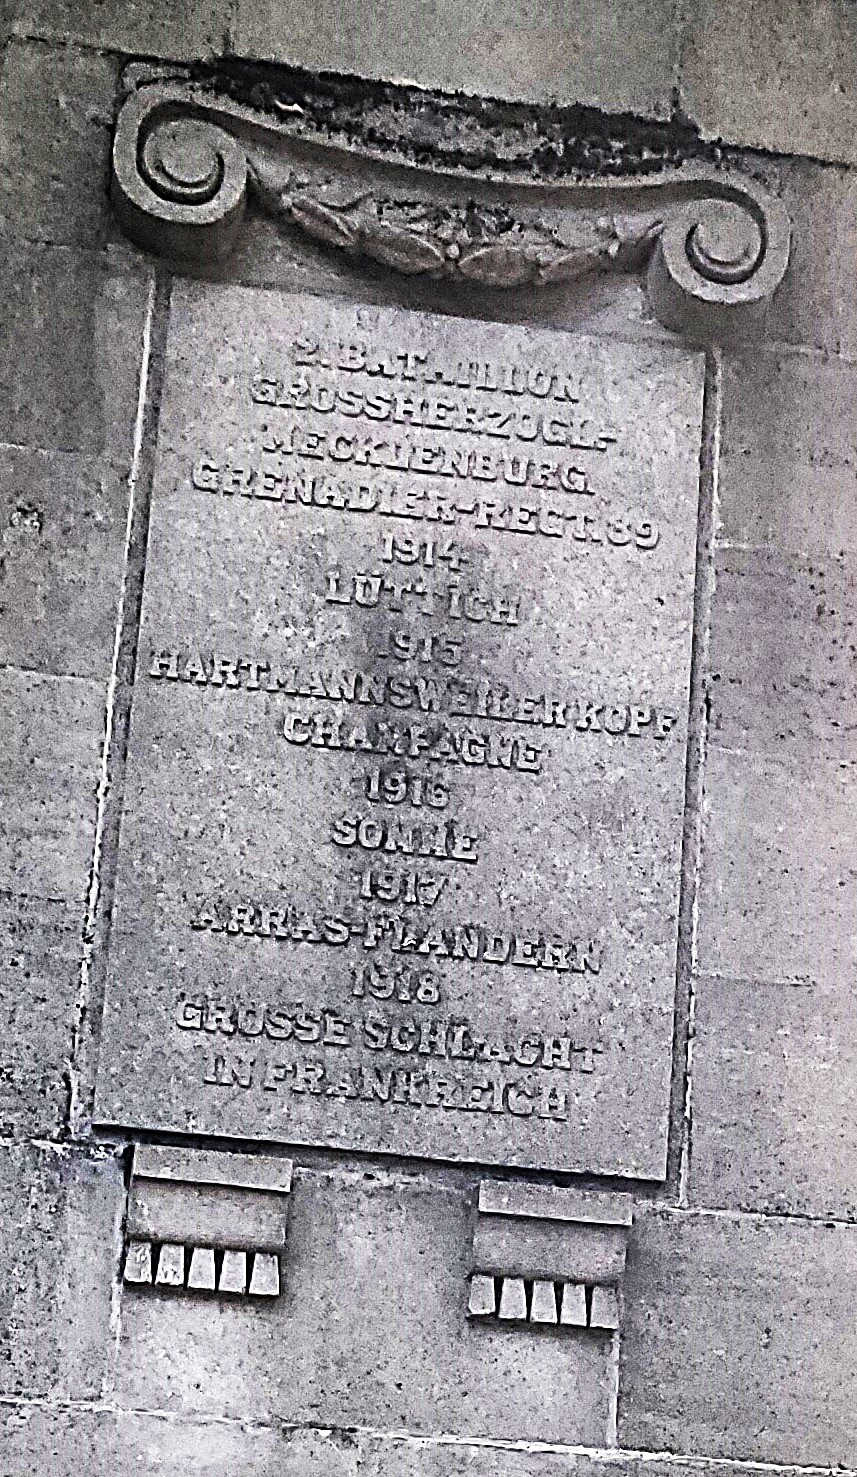 2. BATAILLON
GROSSHERZOGL.
MECKLENBURG.
GRENADIER-REGT. 89
1914
LÜTTICH
1915
HARTMANNSWEILERKOPF
CHAMPAGNE
1916
SOMME
1917
ARRAS-FLANDERN
1918
GROSSE SCHLACHT
IN FRANKREICH